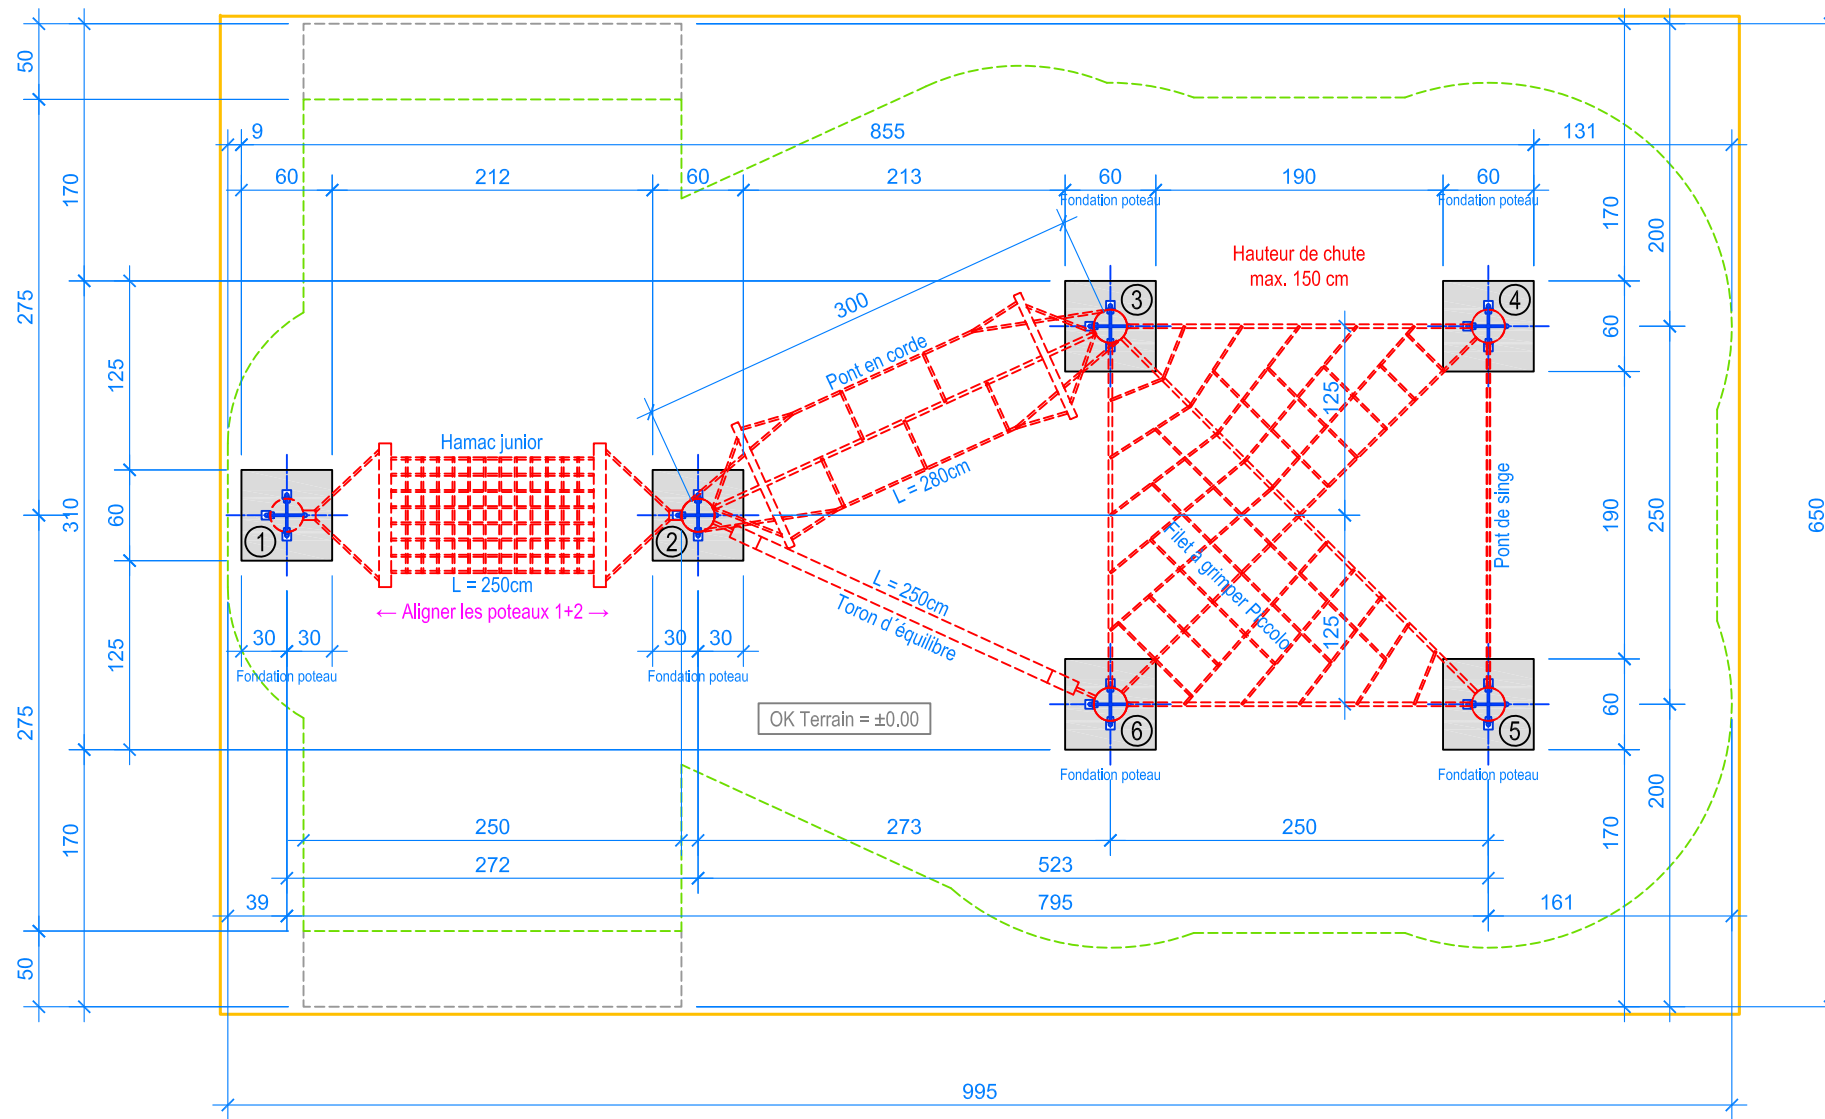 9
855
131
60
212
60
213
60
190
60
Fondation poteau
Fondation poteau
50
170
275
125
310
60
125
275
170
50
170
200
60
190
250
650
60
200
170
Hauteur de chute
max. 150 cm
300
Pont en corde
L = 280cm
3
4
125
Hamac junior
L = 250cm
← Aligner les poteaux 1+2 →
1
2
30
30
30
30
Fondation poteau
Fondation poteau
L = 250cm
Toron d´équilibre
Filet à grimper Piccolo
Pont de singe
125
OK Terrain = ±0.00
6
5
Fondation poteau
Fondation poteau
250
273
250
272
523
39
795
161
995